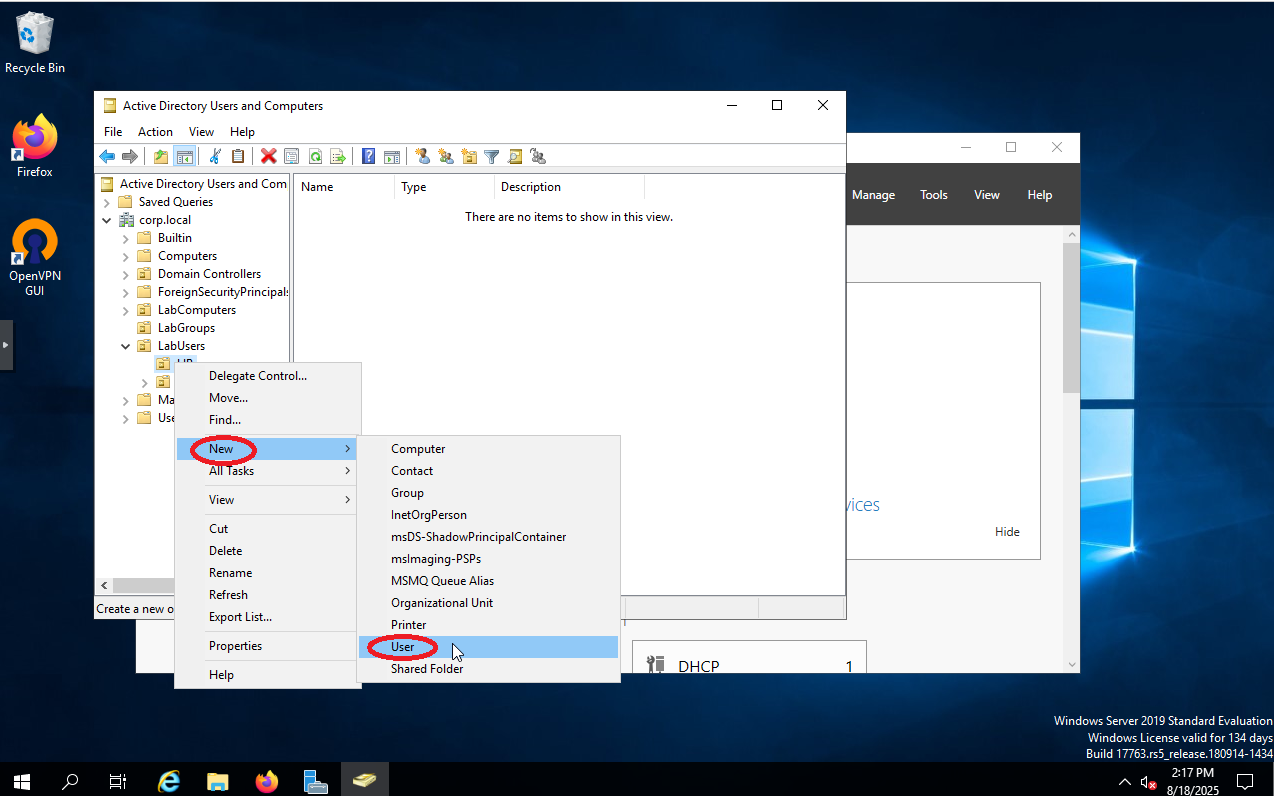 Recycle Bin
Firefox
OpenVPN
GUI
Active Directory Users and Computers
File Action View Help
Active Directory Users and Com
Saved Queries
corp.local
Builtin
Computers
Domain Controllers
ForeignSecurityPrincipals
LabComputers
LabGroups
LabUsers
Name Type Description
There are no items to show in this view.
Manage Tools View Help
Delegate Control...
Move...
Find...
New
All Tasks
View
Cut
Delete
Rename
Refresh
Export List...
Properties
Help
Computer
Contact
Group
InetOrgPerson
msDS-ShadowPrincipalContainer
msImaging-PSPs
MSMQ Queue Alias
Organizational Unit
Printer
User
Shared Folder
Create a new o
vices
Hide
DHCP 1
Windows Server 2019 Standard Evaluation
Windows License valid for 134 days
Build 17763.rs5_release.180914-1434
2:17 PM
8/18/2025